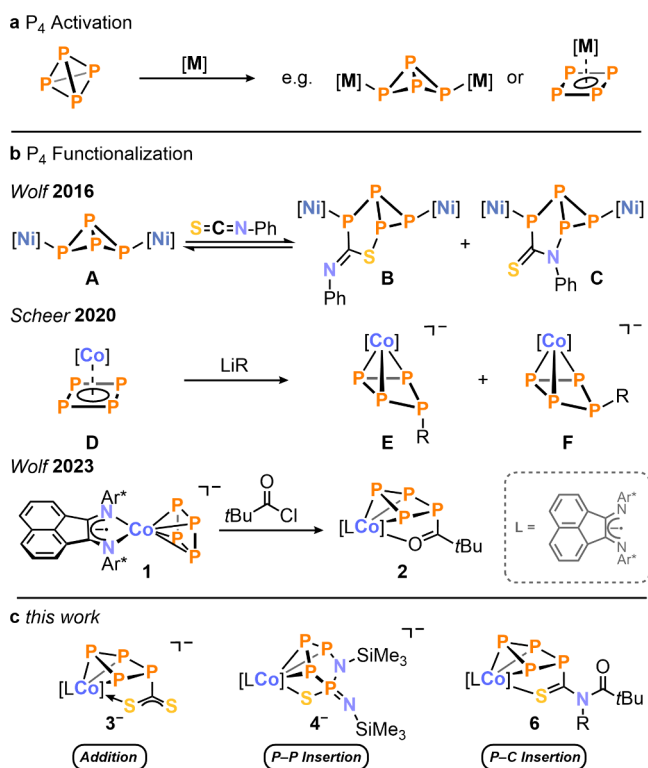 a P₄ Activation
P P P P [M] e.g. [M] P P P P [M] or [M] P P P P
b P₄ Functionalization
Wolf 2016
[Ni] P P P P [Ni] S=C=N–Ph [Ni] P P P P [Ni] N S Ph + [Ni] P P P P [Ni] S N Ph
A B C
Scheer 2020
[Co] P P P P LiR [Co] P P P P R ⌝⁻ + [Co] P P P P R ⌝⁻
D E F
Wolf 2023
Ar* N Co N Ar* P P P P ⌝⁻ tBu O Cl [LCo] P P P P O tBu L = Ar* N N Ar*
1 2
c this work
[LCo] P P P P S S ⌝⁻ [LCo] P P P P S N SiMe₃ N SiMe₃ ⌝⁻ [LCo] P P P P S N R O tBu
3⁻ 4⁻ 6
Addition P–P Insertion P–C Insertion